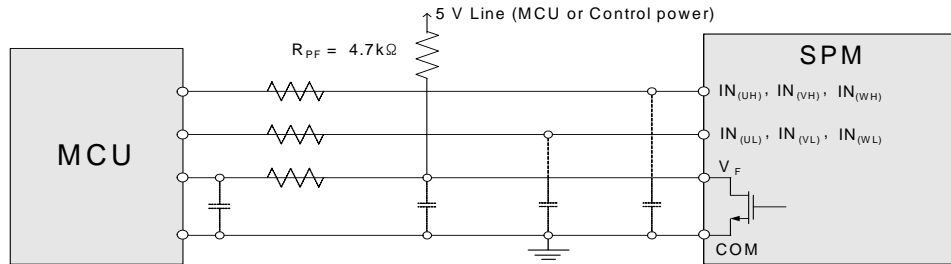 5 V Line (MCU or Control power)
R_PF = 4.7kΩ
SPM
IN_(UH), IN_(VH), IN_(WH)
MCU
IN_(UL), IN_(VL), IN_(WL)
V_F
COM